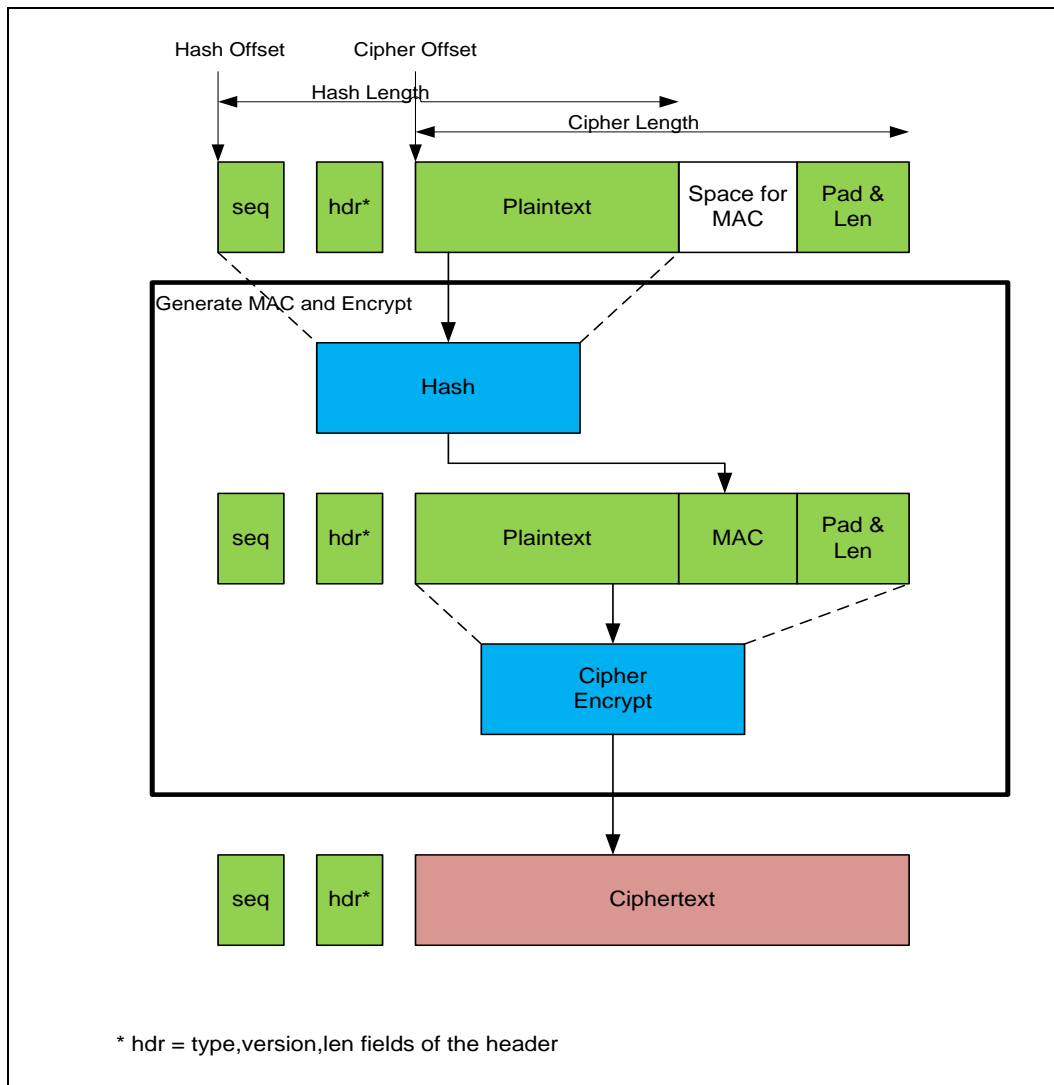 Hash Offset
Cipher Offset
Hash Length
Cipher Length
seq
hdr*
Plaintext
Space for
MAC
Pad &
Len
Generate MAC and Encrypt
Hash
seq
hdr*
Plaintext
MAC
Pad &
Len
Cipher
Encrypt
seq
hdr*
Ciphertext
* hdr = type,version,len fields of the header